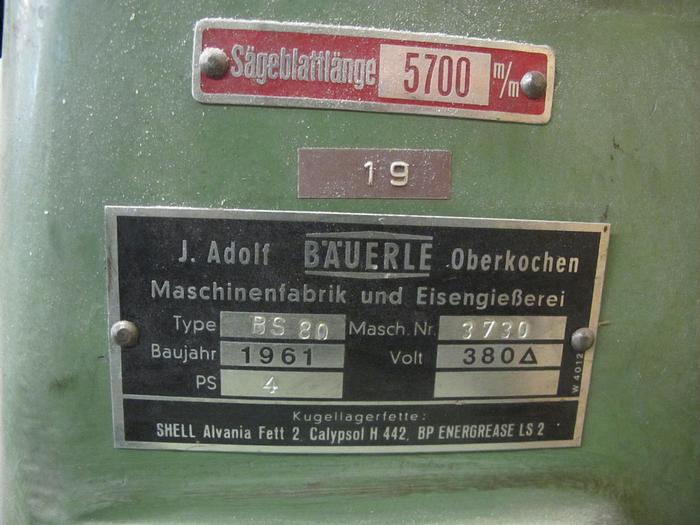 Sägeblattlänge 5700 m/m
19
J. Adolf BÄUERLE Oberkochen
Maschinenfabrik und Eisengießerei
Type BS 80 Masch. Nr. 3730
Baujahr 1961 Volt 380Δ
PS 4
W 4012
Kugellagerfette:
SHELL Alvania Fett 2, Calypsol H 442, BP ENERGREASE LS 2